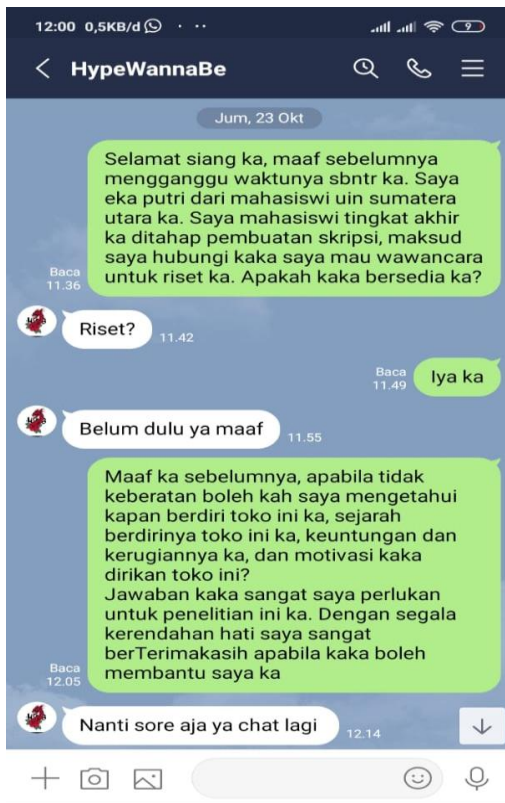 12:00 0,5KB/d
9
HypeWannaBe
Jum, 23 Okt
Selamat siang ka, maaf sebelumnya
mengganggu waktunya sbntr ka. Saya
eka putri dari mahasiswi uin sumatera
utara ka. Saya mahasiswi tingkat akhir
ka ditahap pembuatan skripsi, maksud
saya hubungi kaka saya mau wawancara
untuk riset ka. Apakah kaka bersedia ka?
Baca
11.36
Riset?
11.42
Baca
11.49
Iya ka
Belum dulu ya maaf
11.55
Maaf ka sebelumnya, apabila tidak
keberatan boleh kah saya mengetahui
kapan berdiri toko ini ka, sejarah
berdirinya toko ini ka, keuntungan dan
kerugiannya ka, dan motivasi kaka
dirikan toko ini?
Jawaban kaka sangat saya perlukan
untuk penelitian ini ka. Dengan segala
kerendahan hati saya sangat
berTerimakasih apabila kaka boleh
membantu saya ka
Baca
12.05
Nanti sore aja ya chat lagi
12.14